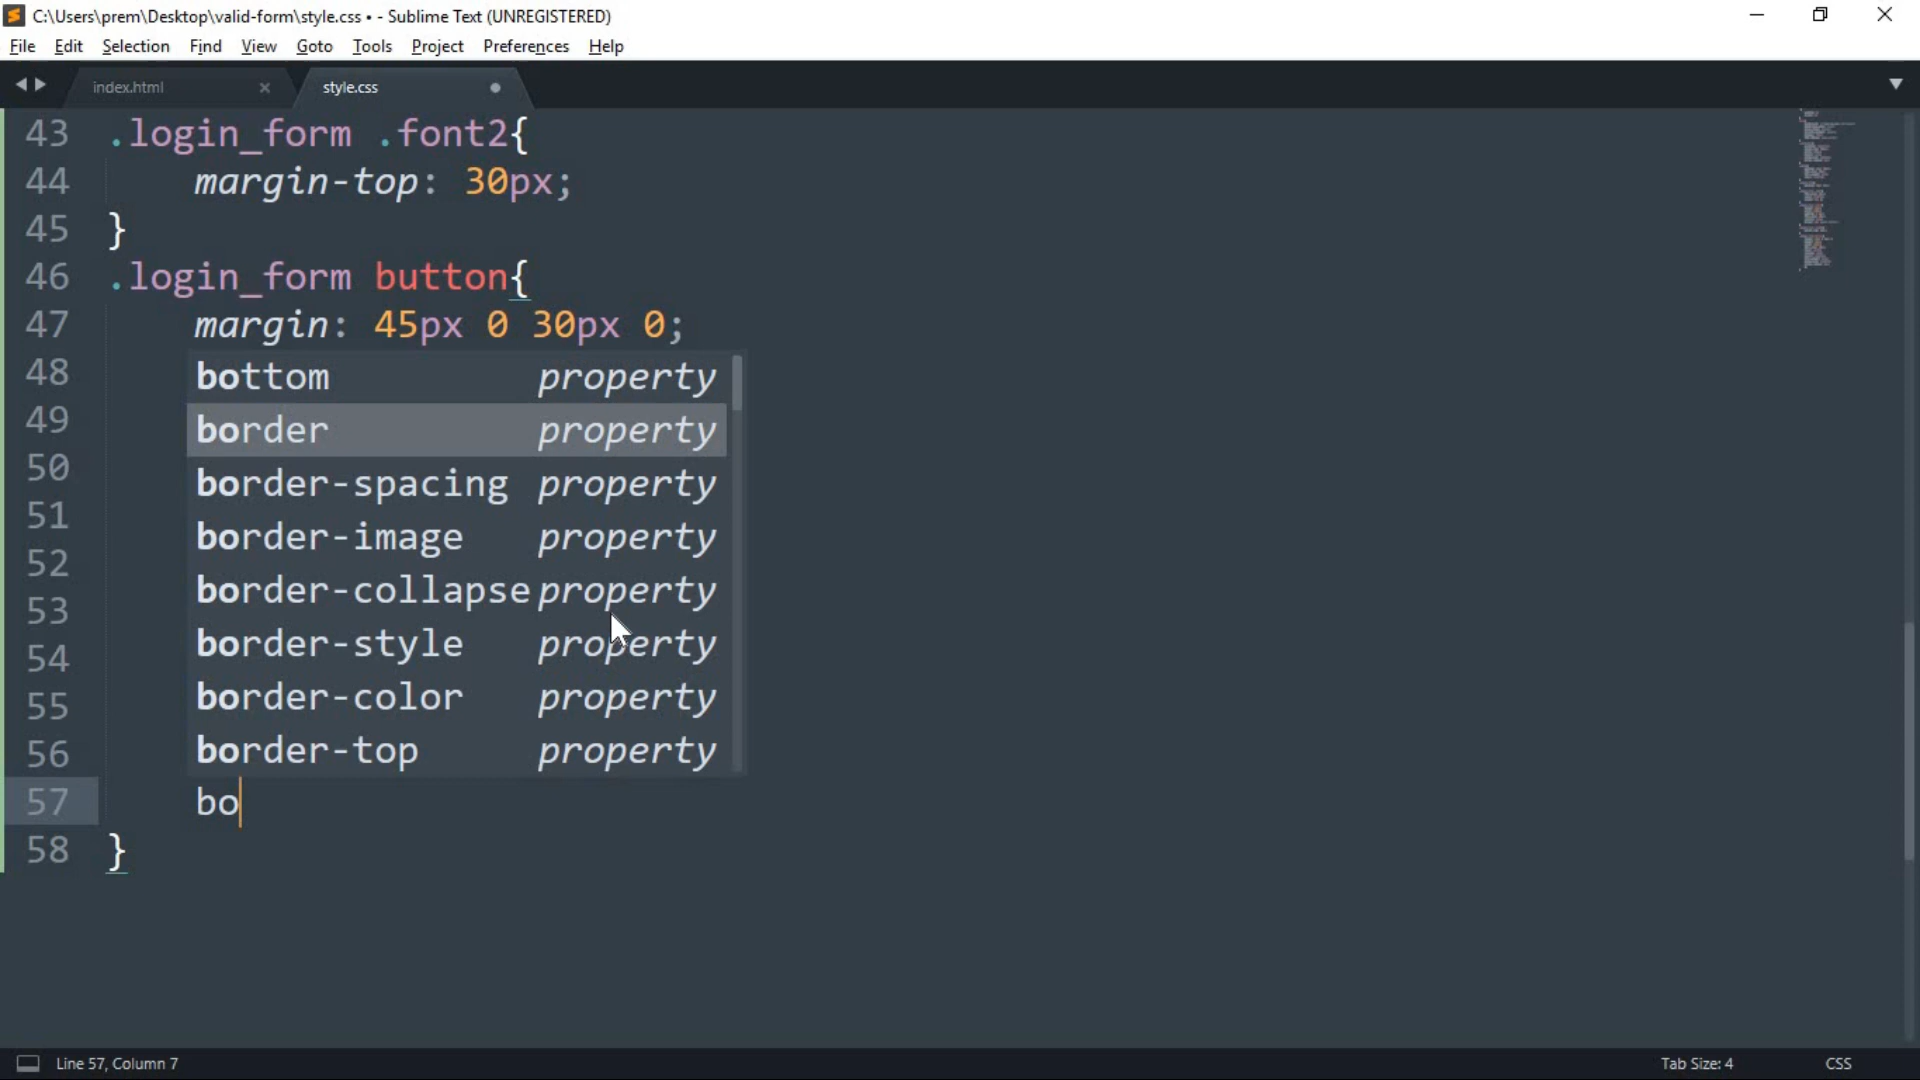 C:\Users\prem\Desktop\valid-form\style.css • - Sublime Text (UNREGISTERED)
File Edit Selection Find View Goto Tools Project Preferences Help
index.html style.css
43 .login_form .font2{
44 margin-top: 30px;
45 }
46 .login_form button{
47 margin: 45px 0 30px 0;
48 bottom property
49 border property
50 border-spacing property
51 border-image property
52 border-collapse property
53 border-style property
54 border-color property
55 border-top property
56
57 bo
58 }
Line 57, Column 7 Tab Size: 4 CSS